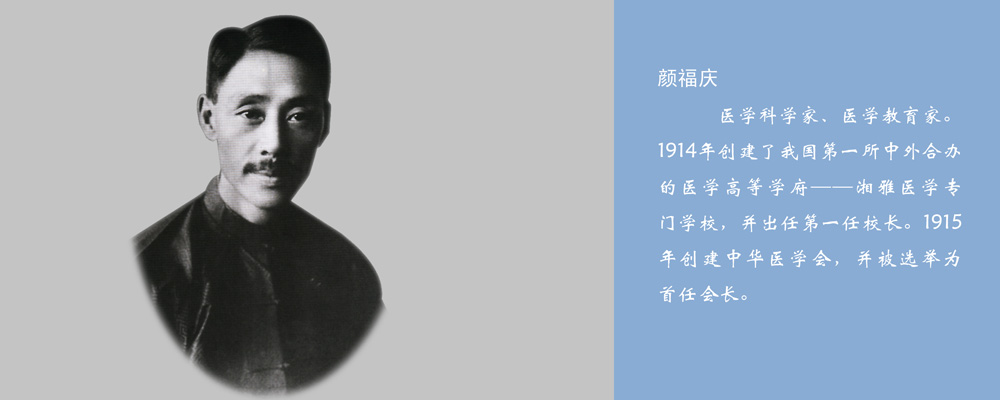 颜福庆
医学科学家、医学教育家。
1914年创建了我国第一所中外合办
的医学高等学府——湘雅医学专
门学校，并出任第一任校长。1915
年创建中华医学会，并被选举为
首任会长。